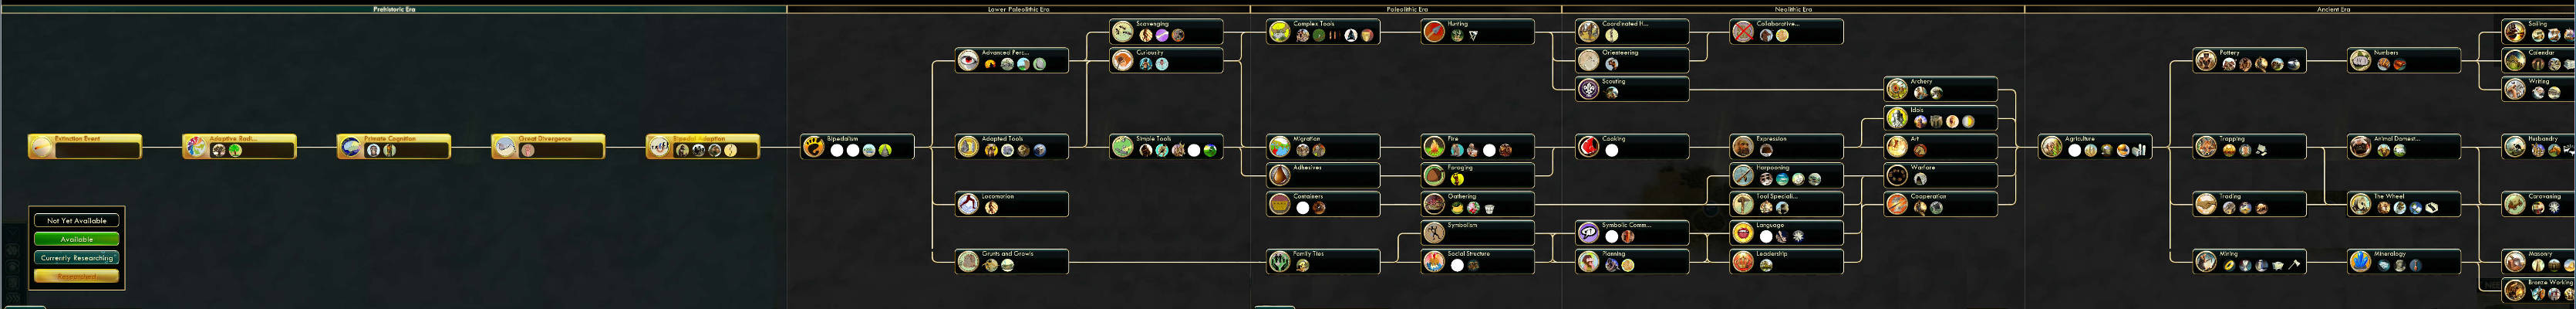 Prehistoric Era
Lower Paleolithic Era
Paleolithic Era
Neolithic Era
Ancient Era
Extinction Event
Adaptive Radi...
Primate Cognition
Great Divergence
Bipedal Adaption
Bipedalism
Advanced Perc...
Adapted Tools
Locomotion
Grunts and Growls
Scavenging
Curiousity
Simple Tools
Complex Tools
Migration
Adhesives
Containers
Family Ties
Hunting
Fire
Foraging
Gathering
Symbolism
Social Structure
Coordinated H...
Orienteering
Scouting
Cooking
Symbolic Comm...
Planning
Collaborative...
Expression
Harpooning
Tool Speciali...
Language
Leadership
Archery
Idols
Art
Warfare
Cooperation
Agriculture
Pottery
Trapping
Trading
Mining
Numbers
Animal Domest...
The Wheel
Mineralogy
Sailing
Calendar
Writing
Husbandry
Caravaning
Masonry
Bronze Working
Not Yet Available
Available
Currently Researching
Researched